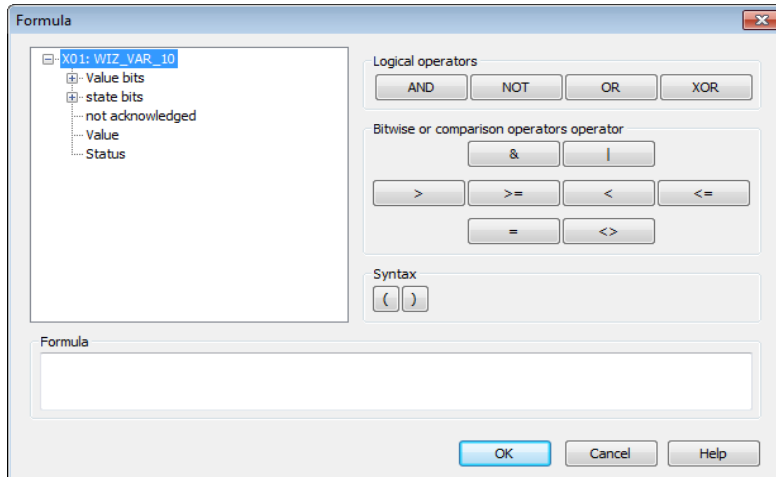 Formula
X01: WIZ_VAR_10
Value bits
state bits
not acknowledged
Value
Status
Logical operators
AND NOT OR XOR
Bitwise or comparison operators operator
& |
> >= < <=
= <>
Syntax
( )
Formula
OK Cancel Help